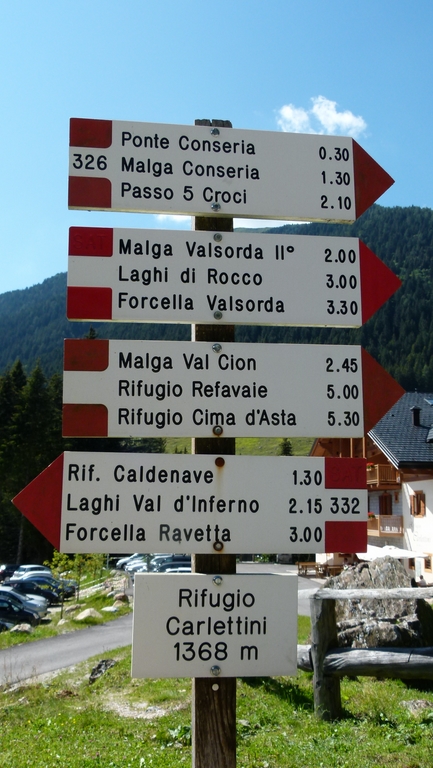 326
Ponte Conseria 0.30
Malga Conseria 1.30
Passo 5 Croci 2.10
Malga Valsorda II° 2.00
Laghi di Rocco 3.00
Forcella Valsorda 3.30
Malga Val Cion 2.45
Rifugio Refavaie 5.00
Rifugio Cima d'Asta 5.30
Rif. Caldenave 1.30
Laghi Val d'Inferno 2.15 332
Forcella Ravetta 3.00
Rifugio
Carlettini
1368 m